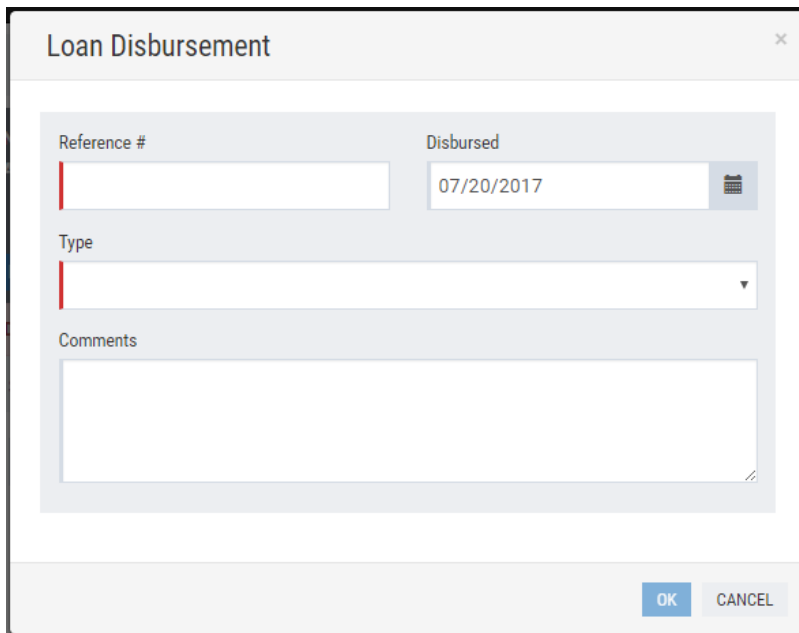 Loan Disbursement
×
Reference #
Disbursed
07/20/2017
Type
Comments
OK
CANCEL